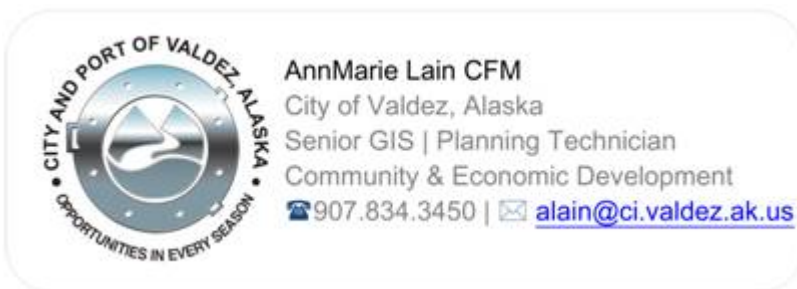 CITY AND PORT OF VALDEZ, ALASKA
• OPPORTUNITIES IN EVERY SEASON •
AnnMarie Lain CFM
City of Valdez, Alaska
Senior GIS | Planning Technician
Community & Economic Development
☎907.834.3450 | ✉ alain@ci.valdez.ak.us